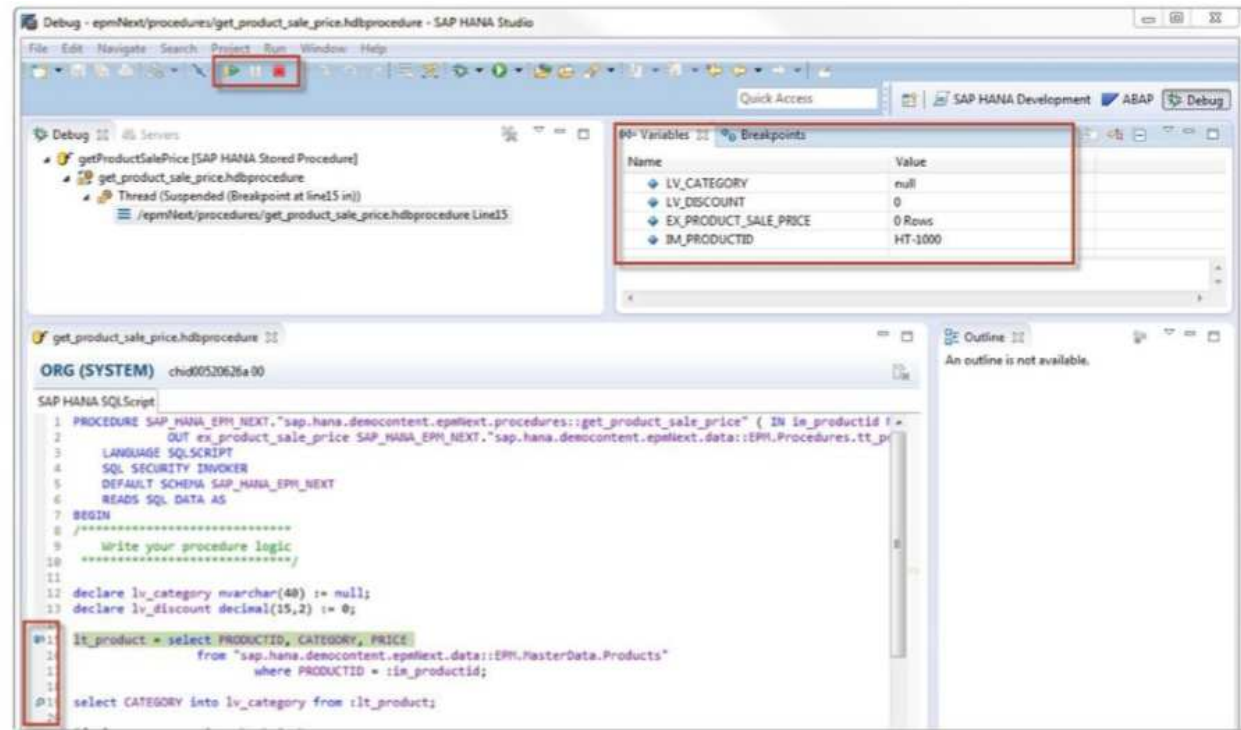 Debug - epmNext/procedures/get_product_sale_price.hdbprocedure - SAP HANA Studio
File Edit Navigate Search Project Run Window Help
Quick Access
SAP HANA Development
ABAP
Debug
Debug
Servers
getProductSalePrice [SAP HANA Stored Procedure]
get_product_sale_price.hdbprocedure
Thread (Suspended (Breakpoint at line15 in))
/epmNext/procedures/get_product_sale_price.hdbprocedure Line15
Variables
Breakpoints
Name Value
LV_CATEGORY null
LV_DISCOUNT 0
EX_PRODUCT_SALE_PRICE 0 Rows
IM_PRODUCTID HT-1000
get_product_sale_price.hdbprocedure
ORG (SYSTEM) chid00520626a 00
SAP HANA SQLScript
1 PROCEDURE SAP_HANA_EPM_NEXT."sap.hana.democontent.epmNext.procedures::get_product_sale_price" ( IN im_productid
2 OUT ex_product_sale_price SAP_HANA_EPM_NEXT."sap.hana.democontent.epmNext.data::EPM.Procedures.tt_p
3 LANGUAGE SQLSCRIPT
4 SQL SECURITY INVOKER
5 DEFAULT SCHEMA SAP_HANA_EPM_NEXT
6 READS SQL DATA AS
7 BEGIN
8 /*****************************
9 Write your procedure logic
10 *****************************/
11
12 declare lv_category nvarchar(40) := null;
13 declare lv_discount decimal(15,2) := 0;
15 lt_product = select PRODUCTID, CATEGORY, PRICE
from "sap.hana.democontent.epmNext.data::EPM.MasterData.Products"
where PRODUCTID = :im_productid;
select CATEGORY into lv_category from :lt_product;
Outline
An outline is not available.